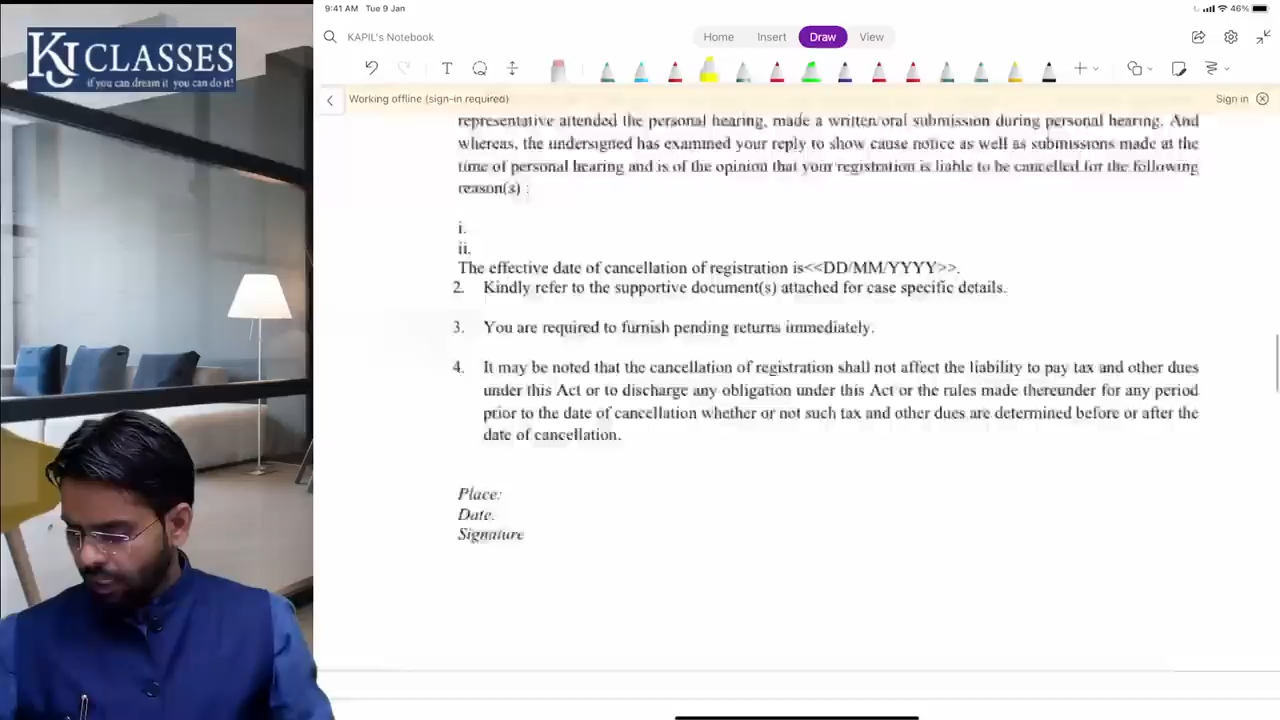 KJ CLASSES
if you can dream it you can do it!
9:41 AM Tue 9 Jan
46%
KAPIL's Notebook
Home Insert Draw View
Working offline (sign-in required)
Sign in
representative attended the personal hearing, made a written/oral submission during personal hearing. And
whereas, the undersigned has examined your reply to show cause notice as well as submissions made at the
time of personal hearing and is of the opinion that your registration is liable to be cancelled for the following
reason(s) :
i.
ii.
The effective date of cancellation of registration is<<DD/MM/YYYY>>.
2. Kindly refer to the supportive document(s) attached for case specific details.
3. You are required to furnish pending returns immediately.
4. It may be noted that the cancellation of registration shall not affect the liability to pay tax and other dues
under this Act or to discharge any obligation under this Act or the rules made thereunder for any period
prior to the date of cancellation whether or not such tax and other dues are determined before or after the
date of cancellation.
Place:
Date.
Signature